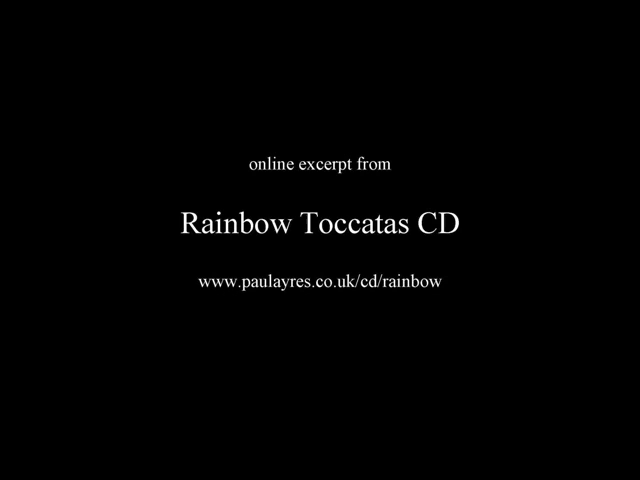 online excerpt from
Rainbow Toccatas CD
www.paulayres.co.uk/cd/rainbow